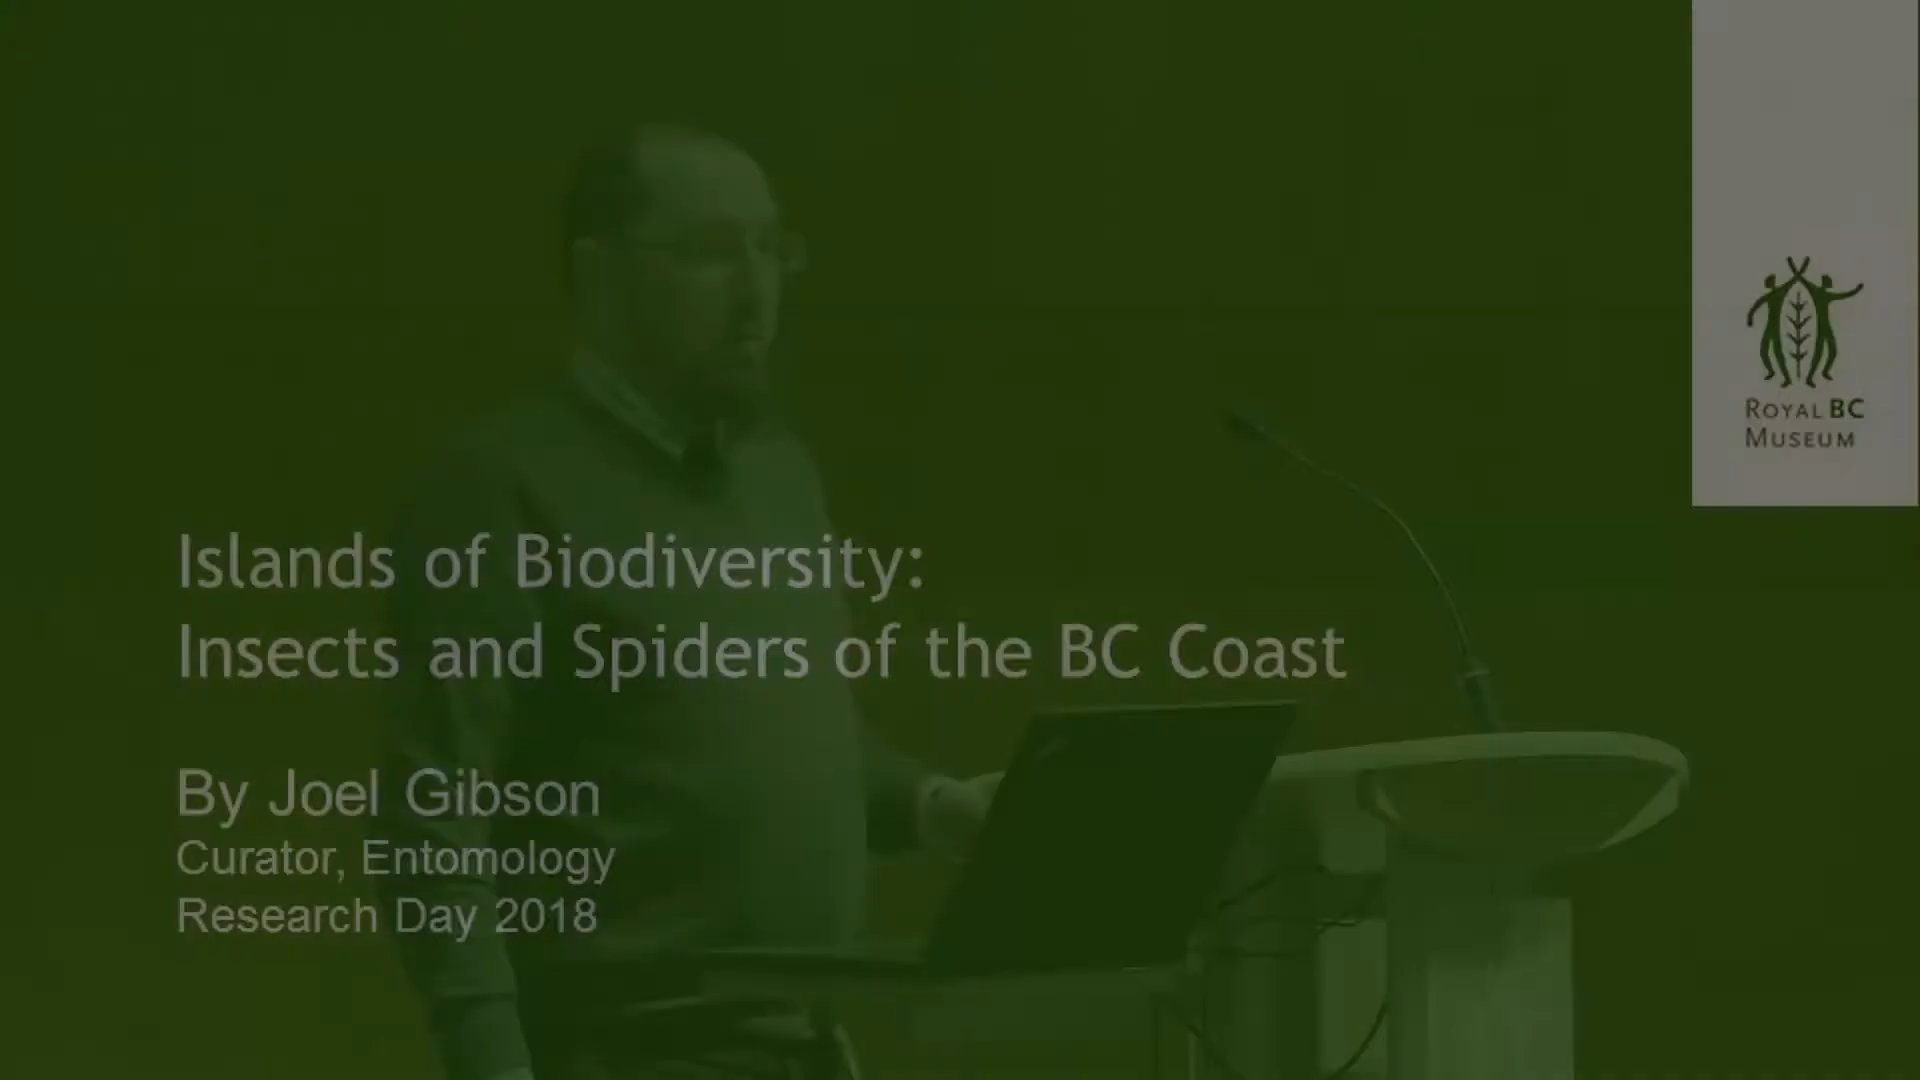 Islands of Biodiversity:
Insects and Spiders of the BC Coast
By Joel Gibson
Curator, Entomology
Research Day 2018
ROYAL BC
MUSEUM